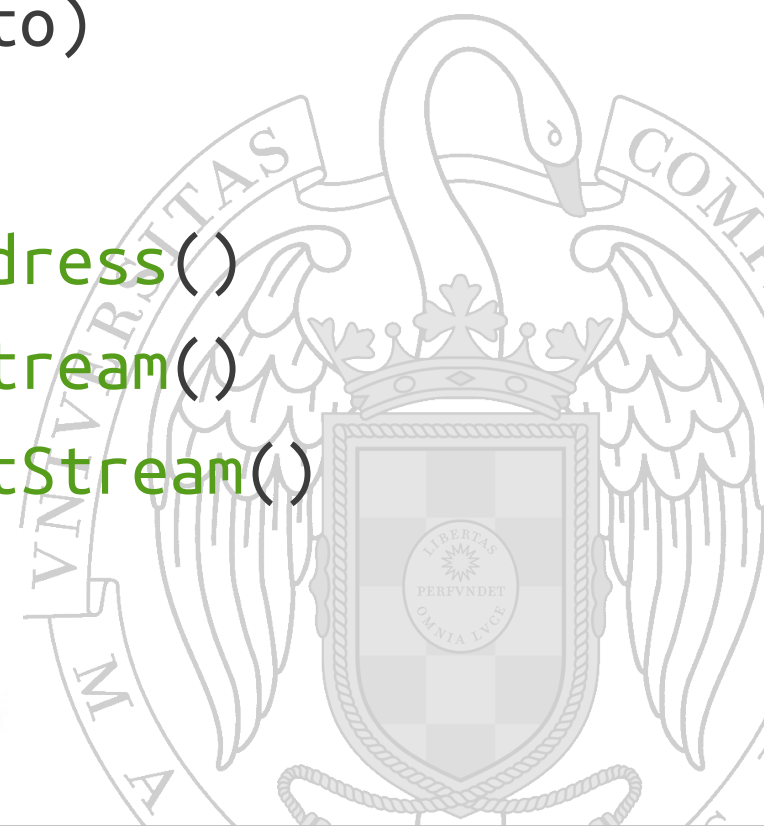 to)
dress()
tream()
tStream()
VNIVERSITAS
COM
LIBERTAS
PERFVNDET
OMNIA LVCE
M A